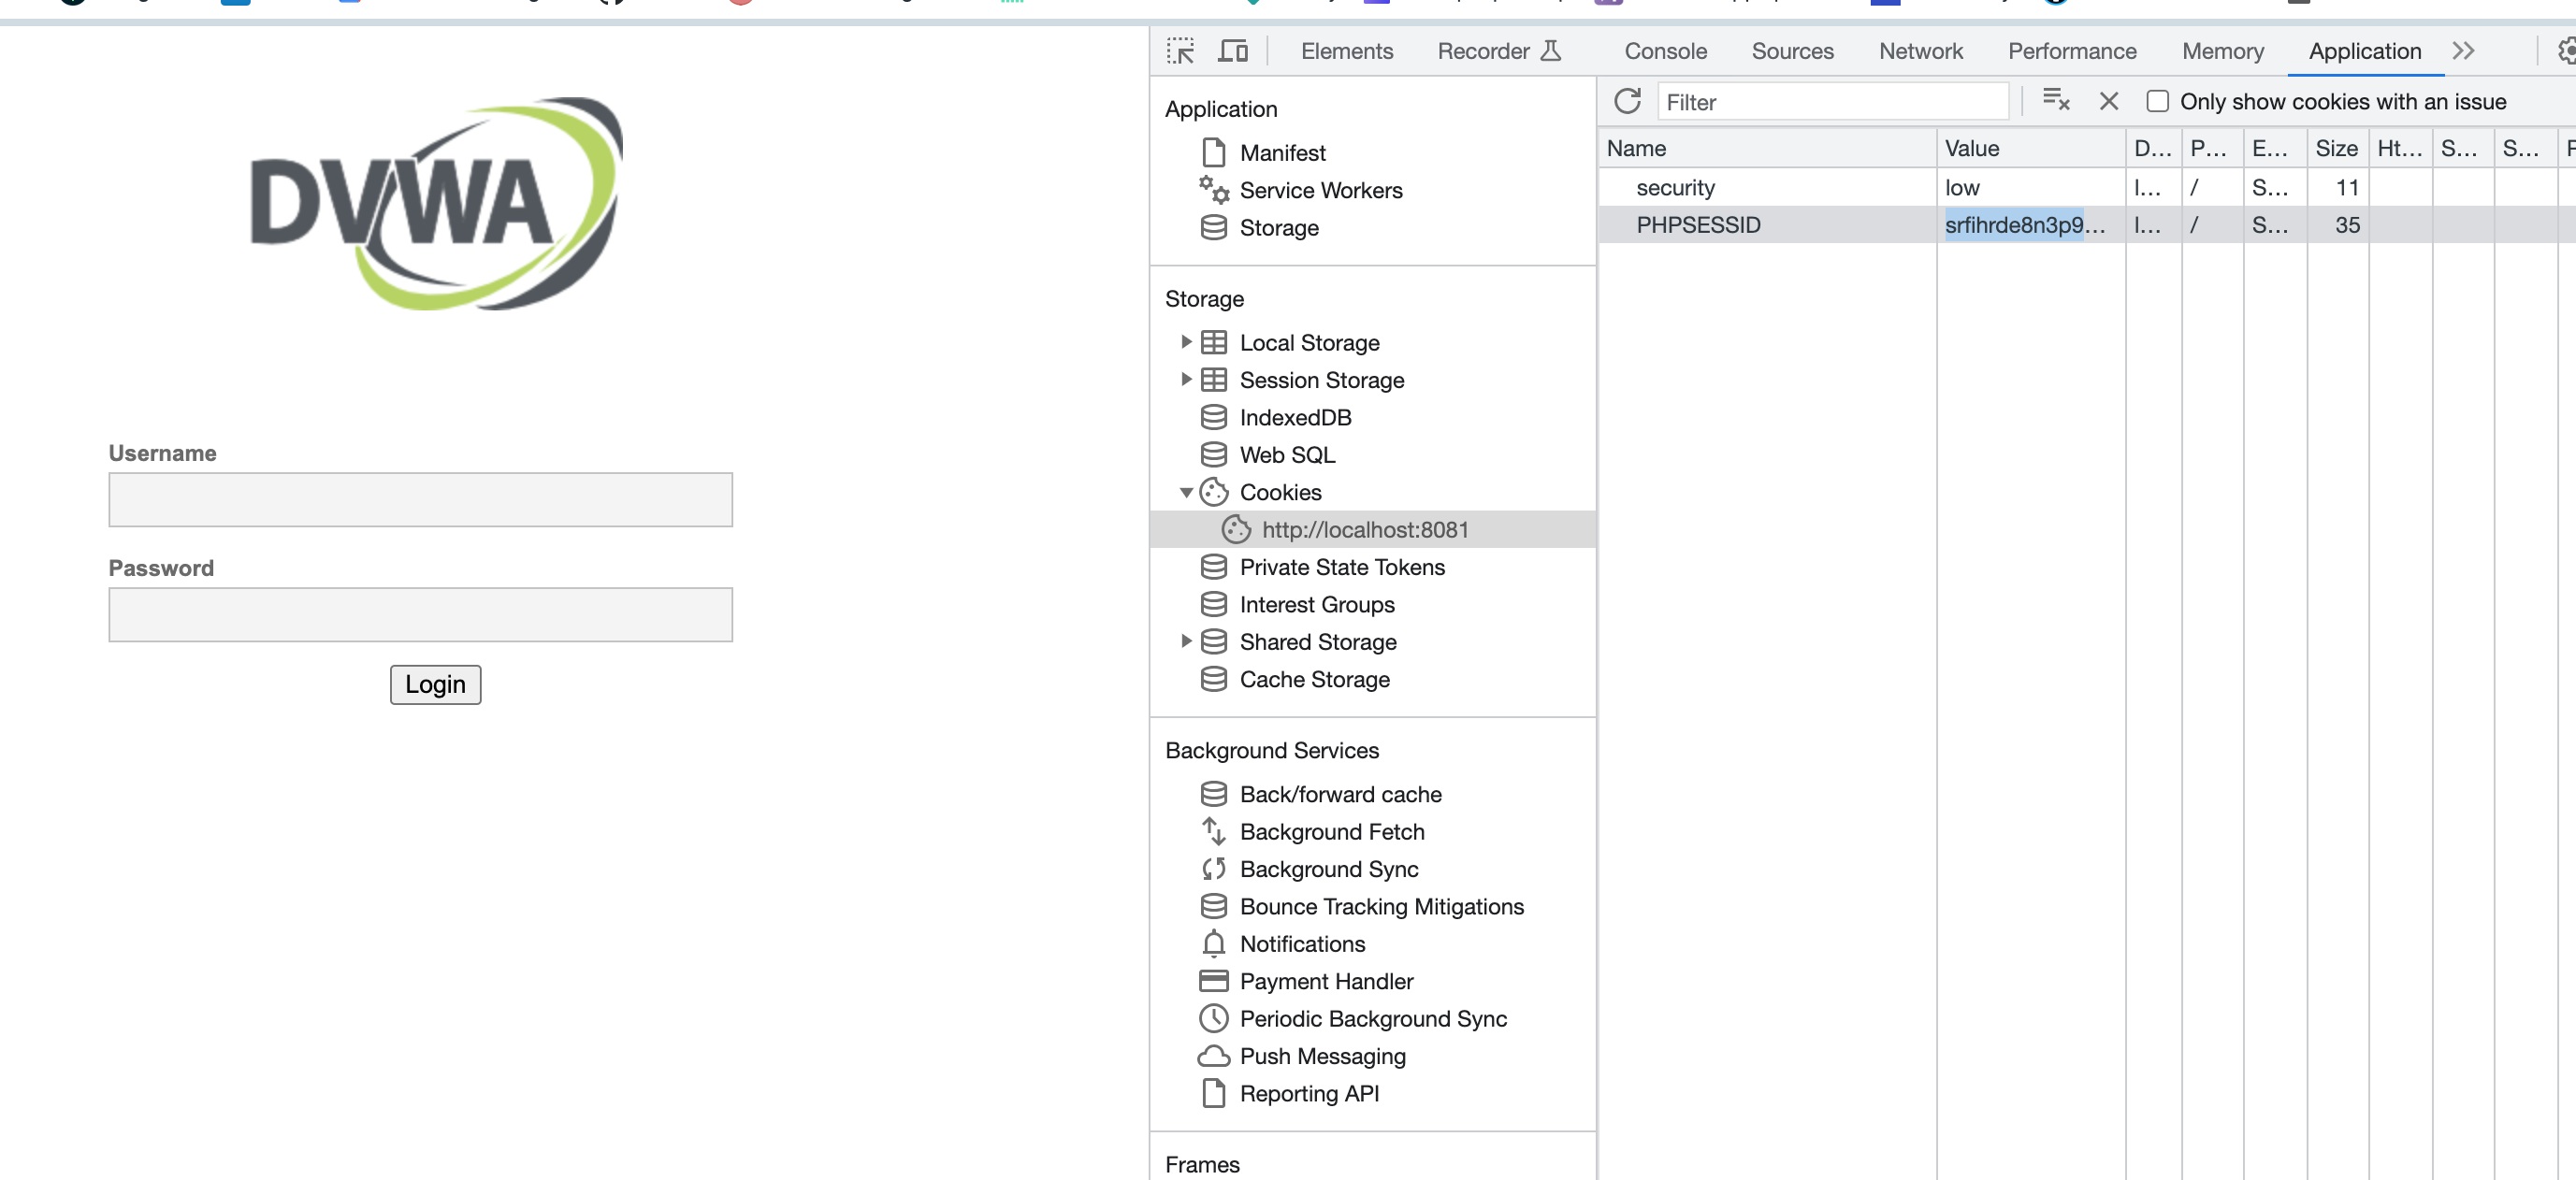 DVWA
Username
Password
Login
Elements Recorder Console Sources Network Performance Memory Application
Application
Manifest
Service Workers
Storage
Storage
Local Storage
Session Storage
IndexedDB
Web SQL
Cookies
http://localhost:8081
Private State Tokens
Interest Groups
Shared Storage
Cache Storage
Background Services
Back/forward cache
Background Fetch
Background Sync
Bounce Tracking Mitigations
Notifications
Payment Handler
Periodic Background Sync
Push Messaging
Reporting API
Frames
Filter Only show cookies with an issue
Name Value D... P... E... Size Ht... S... S...
security low l... / S... 11
PHPSESSID srfihrde8n3p9... l... / S... 35